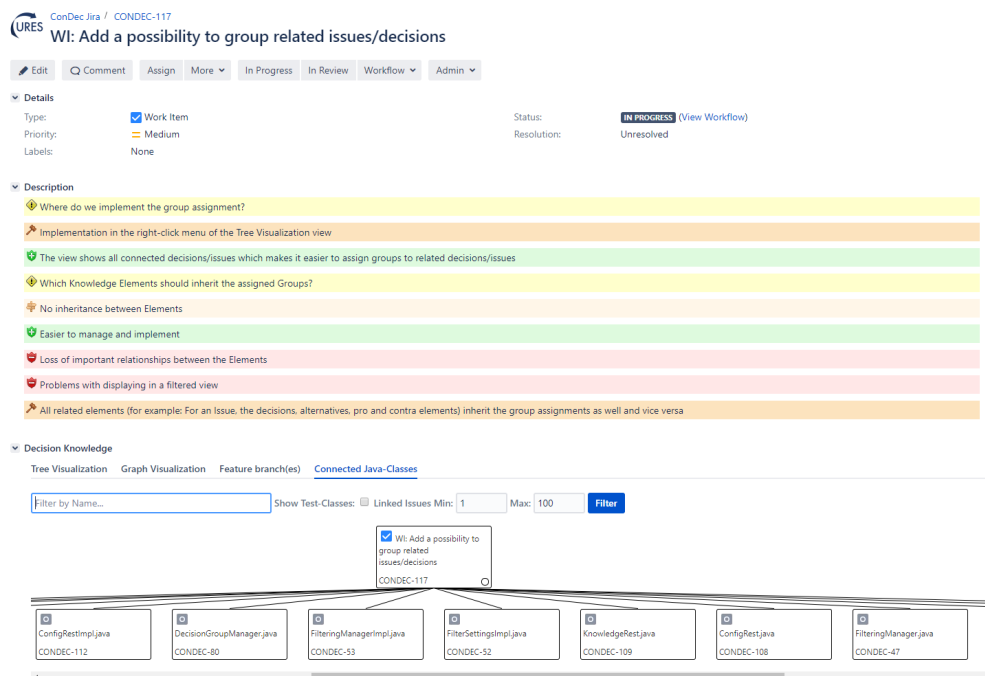 URES
ConDec Jira / CONDEC-117
WI: Add a possibility to group related issues/decisions
Edit Comment Assign More In Progress In Review Workflow Admin
Details
Type: Work Item Status: IN PROGRESS (View Workflow)
Priority: Medium Resolution: Unresolved
Labels: None
Description
Where do we implement the group assignment?
Implementation in the right-click menu of the Tree Visualization view
The view shows all connected decisions/issues which makes it easier to assign groups to related decisions/issues
Which Knowledge Elements should inherit the assigned Groups?
No inheritance between Elements
Easier to manage and implement
Loss of important relationships between the Elements
Problems with displaying in a filtered view
All related elements (for example: For an Issue, the decisions, alternatives, pro and contra elements) inherit the group assignments as well and vice versa
Decision Knowledge
Tree Visualization Graph Visualization Feature branch(es) Connected Java-Classes
Filter by Name... Show Test-Classes: Linked Issues Min: 1 Max: 100 Filter
WI: Add a possibility to
group related
issues/decisions
CONDEC-117
ConfigRestImpl.java DecisionGroupManager.java FilteringManagerImpl.java FilterSettingsImpl.java KnowledgeRest.java ConfigRest.java FilteringManager.java
CONDEC-112 CONDEC-80 CONDEC-53 CONDEC-52 CONDEC-109 CONDEC-108 CONDEC-47